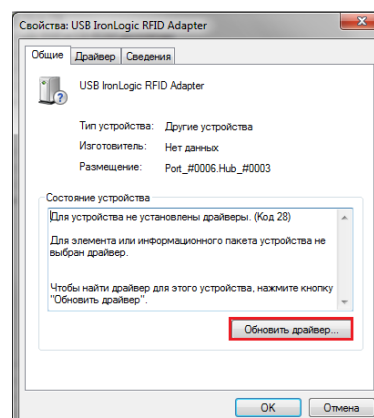 Свойства: USB IronLogic RFID Adapter
Общие Драйвер Сведения
USB IronLogic RFID Adapter
Тип устройства: Другие устройства
Изготовитель: Нет данных
Размещение: Port_#0006.Hub_#0003
Состояние устройства
Для устройства не установлены драйверы. (Код 28)
Для элемента или информационного пакета устройства не
выбран драйвер.
Чтобы найти драйвер для этого устройства, нажмите кнопку
"Обновить драйвер".
Обновить драйвер...
OK Отмена